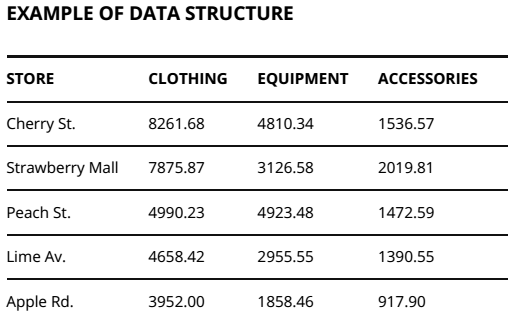 EXAMPLE OF DATA STRUCTURE
STORE CLOTHING EQUIPMENT ACCESSORIES
Cherry St. 8261.68 4810.34 1536.57
Strawberry Mall 7875.87 3126.58 2019.81
Peach St. 4990.23 4923.48 1472.59
Lime Av. 4658.42 2955.55 1390.55
Apple Rd. 3952.00 1858.46 917.90